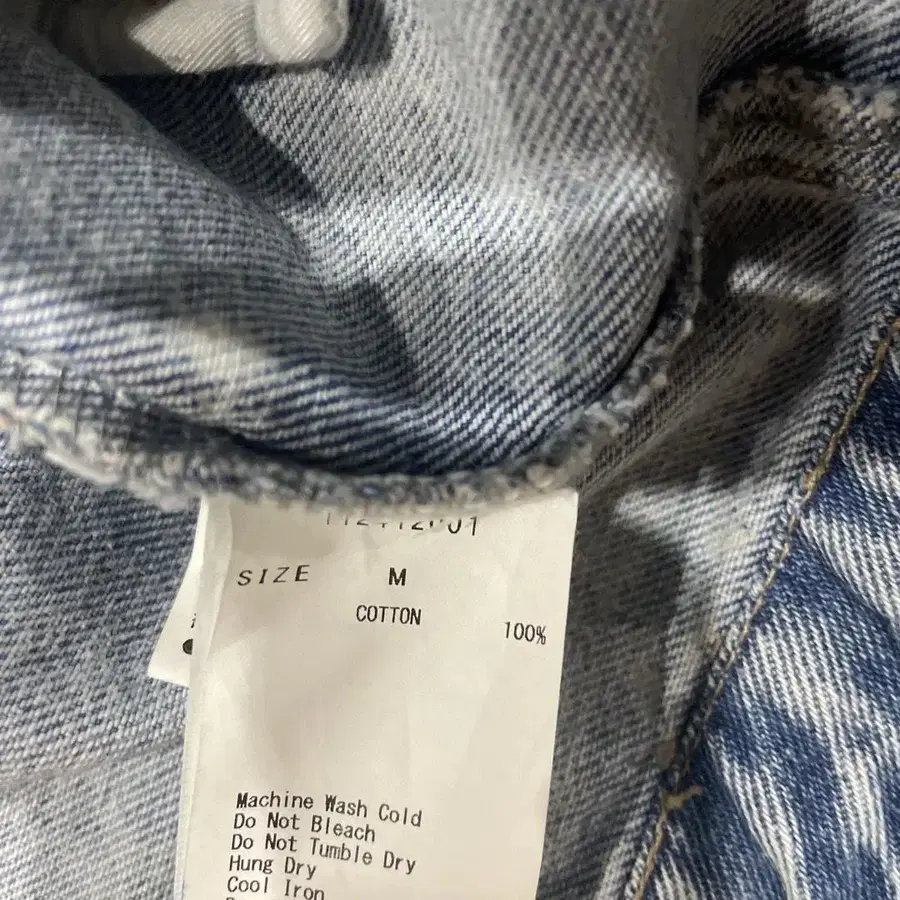 SIZE M
COTTON
100%
Machine Wash Cold
Do Not Bleach
Do Not Tumble Dry
Hung Dry
Cool Iron